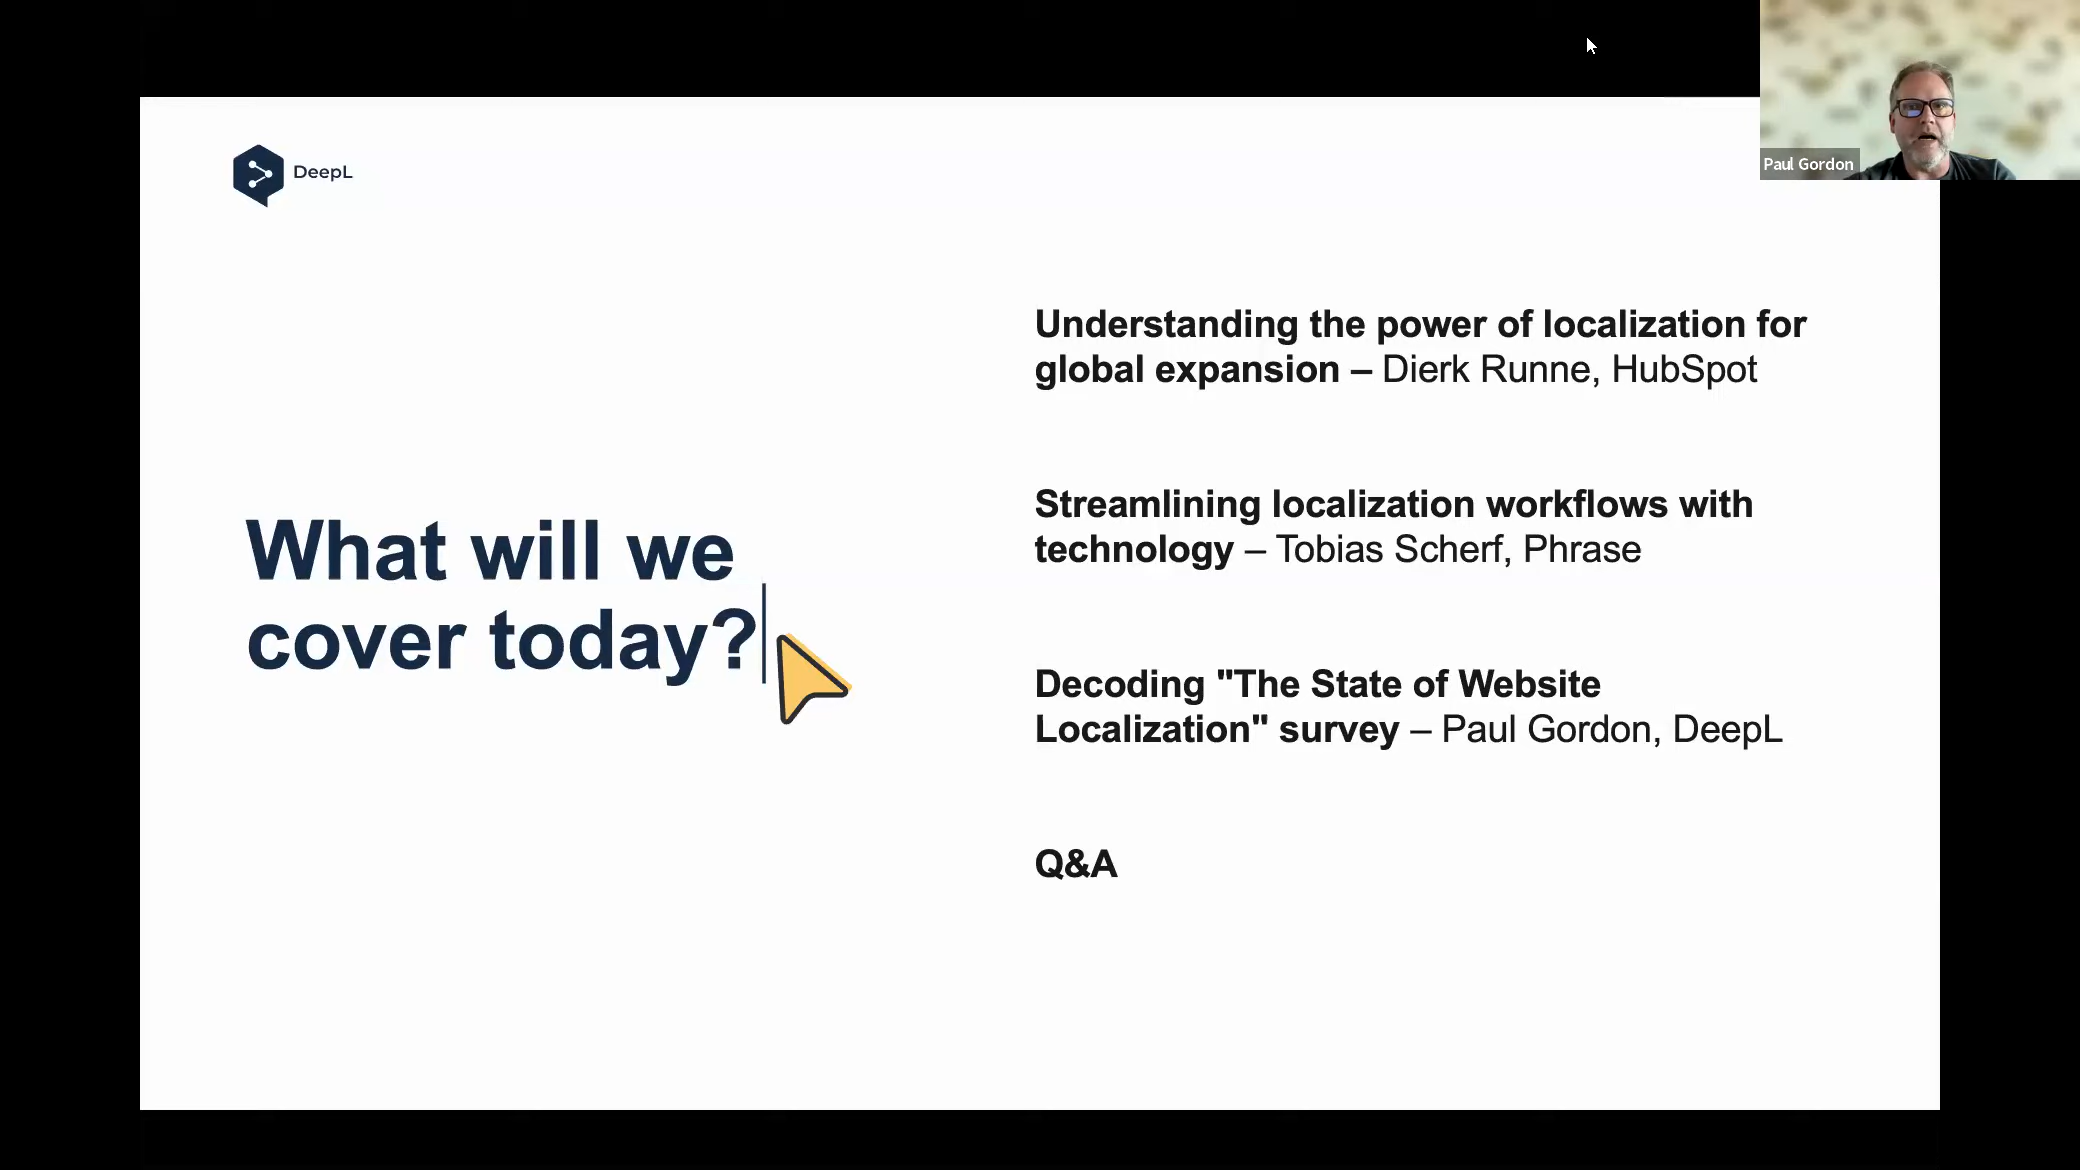 Paul Gordon
DeepL
What will we
cover today?
Understanding the power of localization for
global expansion – Dierk Runne, HubSpot
Streamlining localization workflows with
technology – Tobias Scherf, Phrase
Decoding "The State of Website
Localization" survey – Paul Gordon, DeepL
Q&A